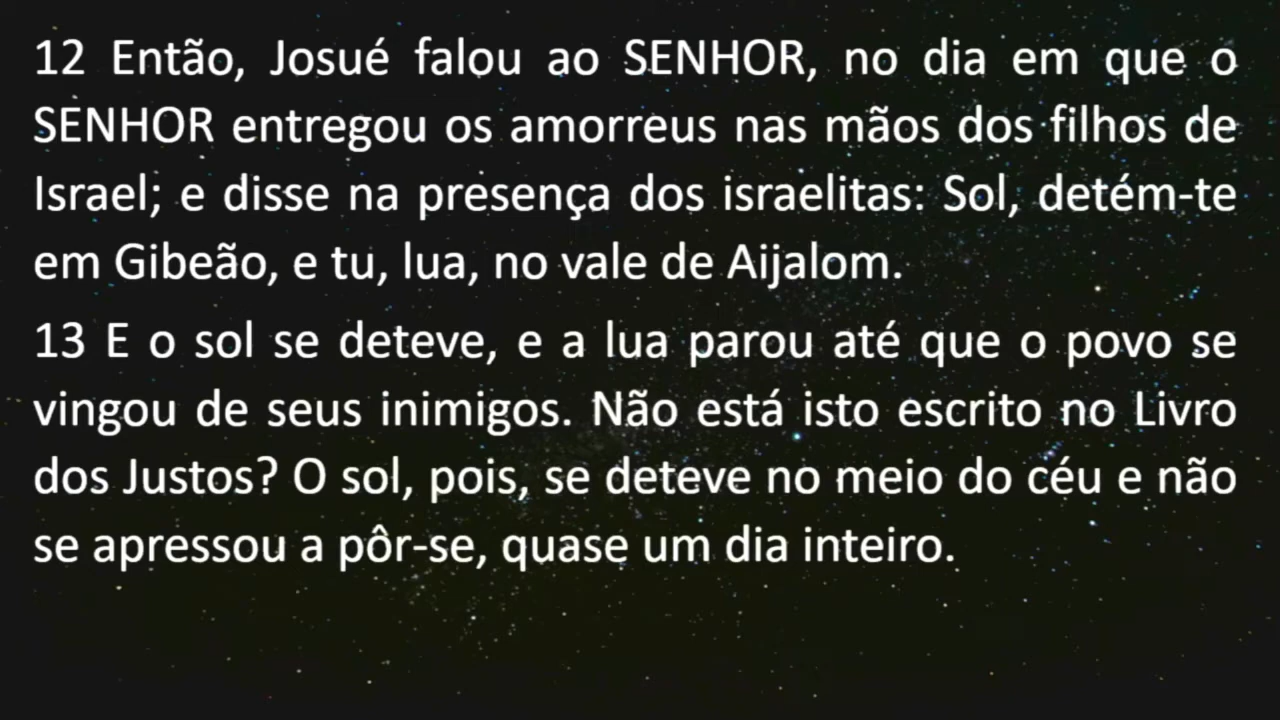 12 Então, Josué falou ao SENHOR, no dia em que o
SENHOR entregou os amorreus nas mãos dos filhos de
Israel; e disse na presença dos israelitas: Sol, detém-te
em Gibeão, e tu, lua, no vale de Aijalom.
13 E o sol se deteve, e a lua parou até que o povo se
vingou de seus inimigos. Não está isto escrito no Livro
dos Justos? O sol, pois, se deteve no meio do céu e não
se apressou a pôr-se, quase um dia inteiro.